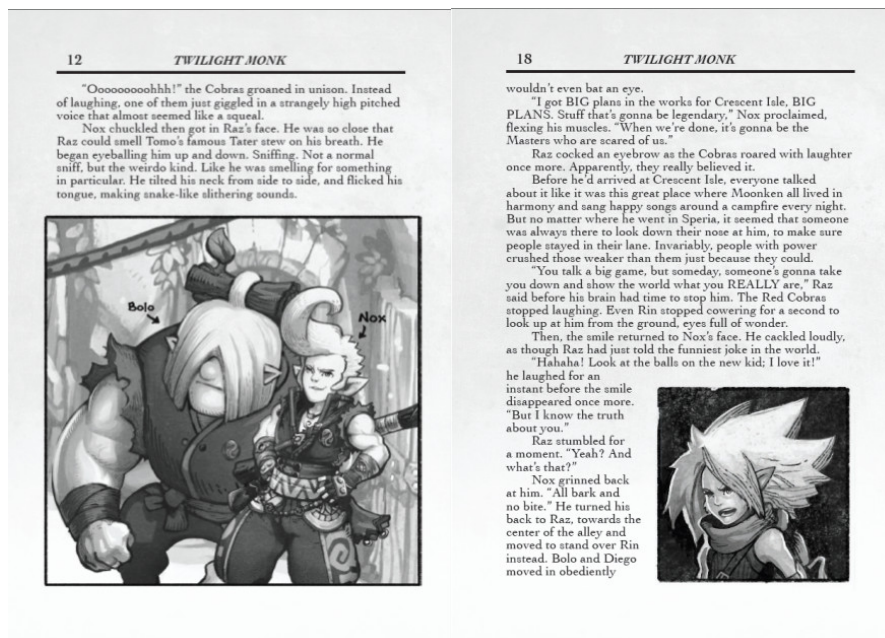 12
TWILIGHT MONK
“Ooooooooohhh!” the Cobras groaned in unison. Instead
of laughing, one of them just giggled in a strangely high pitched
voice that almost seemed like a squeal.
Nox chuckled then got in Raz’s face. He was so close that
Raz could smell Tomo’s famous Tater stew on his breath. He
began eyeballing him up and down. Sniffing. Not a normal
sniff, but the weirdo kind. Like he was smelling for something
in particular. He tilted his neck from side to side, and flicked his
tongue, making snake-like slithering sounds.
Bolo
Nox
18
TWILIGHT MONK
wouldn’t even bat an eye.
“I got BIG plans in the works for Crescent Isle, BIG
PLANS. Stuff that’s gonna be legendary,” Nox proclaimed,
flexing his muscles. “When we’re done, it’s gonna be the
Masters who are scared of us.”
Raz cocked an eyebrow as the Cobras roared with laughter
once more. Apparently, they really believed it.
Before he’d arrived at Crescent Isle, everyone talked
about it like it was this great place where Moonken all lived in
harmony and sang happy songs around a campfire every night.
But no matter where he went in Speria, it seemed that someone
was always there to look down their nose at him, to make sure
people stayed in their lane. Invariably, people with power
crushed those weaker than them just because they could.
“You talk a big game, but someday, someone’s gonna take
you down and show the world what you REALLY are,” Raz
said before his brain had time to stop him. The Red Cobras
stopped laughing. Even Rin stopped cowering for a second to
look up at him from the ground, eyes full of wonder.
Then, the smile returned to Nox’s face. He cackled loudly,
as though Raz had just told the funniest joke in the world.
“Hahaha! Look at the balls on the new kid; I love it!”
he laughed for an
instant before the smile
disappeared once more.
“But I know the truth
about you.”
Raz stumbled for
a moment. “Yeah? And
what’s that?”
Nox grinned back
at him. “All bark and
no bite.” He turned his
back to Raz, towards the
center of the alley and
moved to stand over Rin
instead. Bolo and Diego
moved in obediently